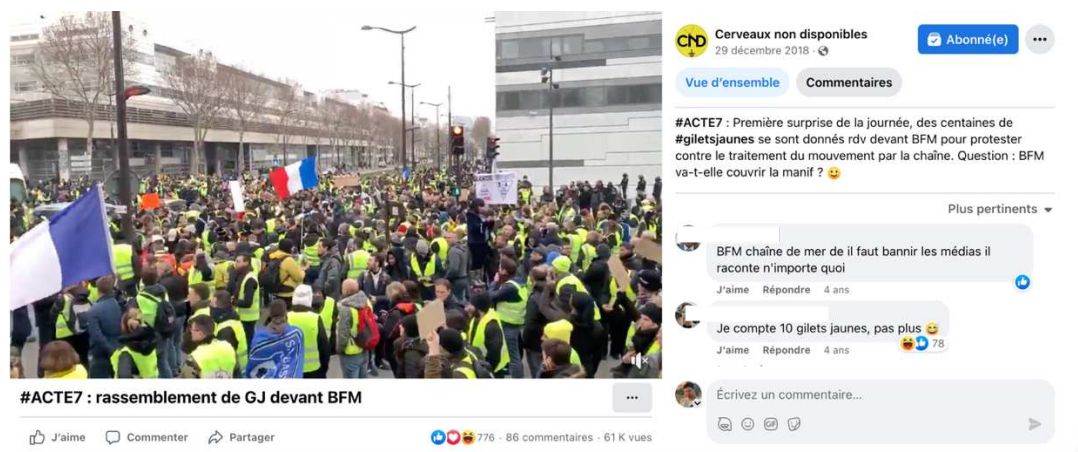 #ACTE7 : rassemblement de GJ devant BFM
...
J'aime Commenter Partager 776 · 86 commentaires · 61 K vues
CND
Cerveaux non disponibles
29 décembre 2018 ·
Abonné(e) ...
Vue d'ensemble Commentaires
#ACTE7 : Première surprise de la journée, des centaines de
#giletsjaunes se sont donnés rdv devant BFM pour protester
contre le traitement du mouvement par la chaîne. Question : BFM
va-t-elle couvrir la manif ? 😃
Plus pertinents
BFM chaîne de mer de il faut bannir les médias il
raconte n'importe quoi
J'aime Répondre 4 ans
Je compte 10 gilets jaunes, pas plus 😄
78
J'aime Répondre 4 ans
Écrivez un commentaire...
GIF